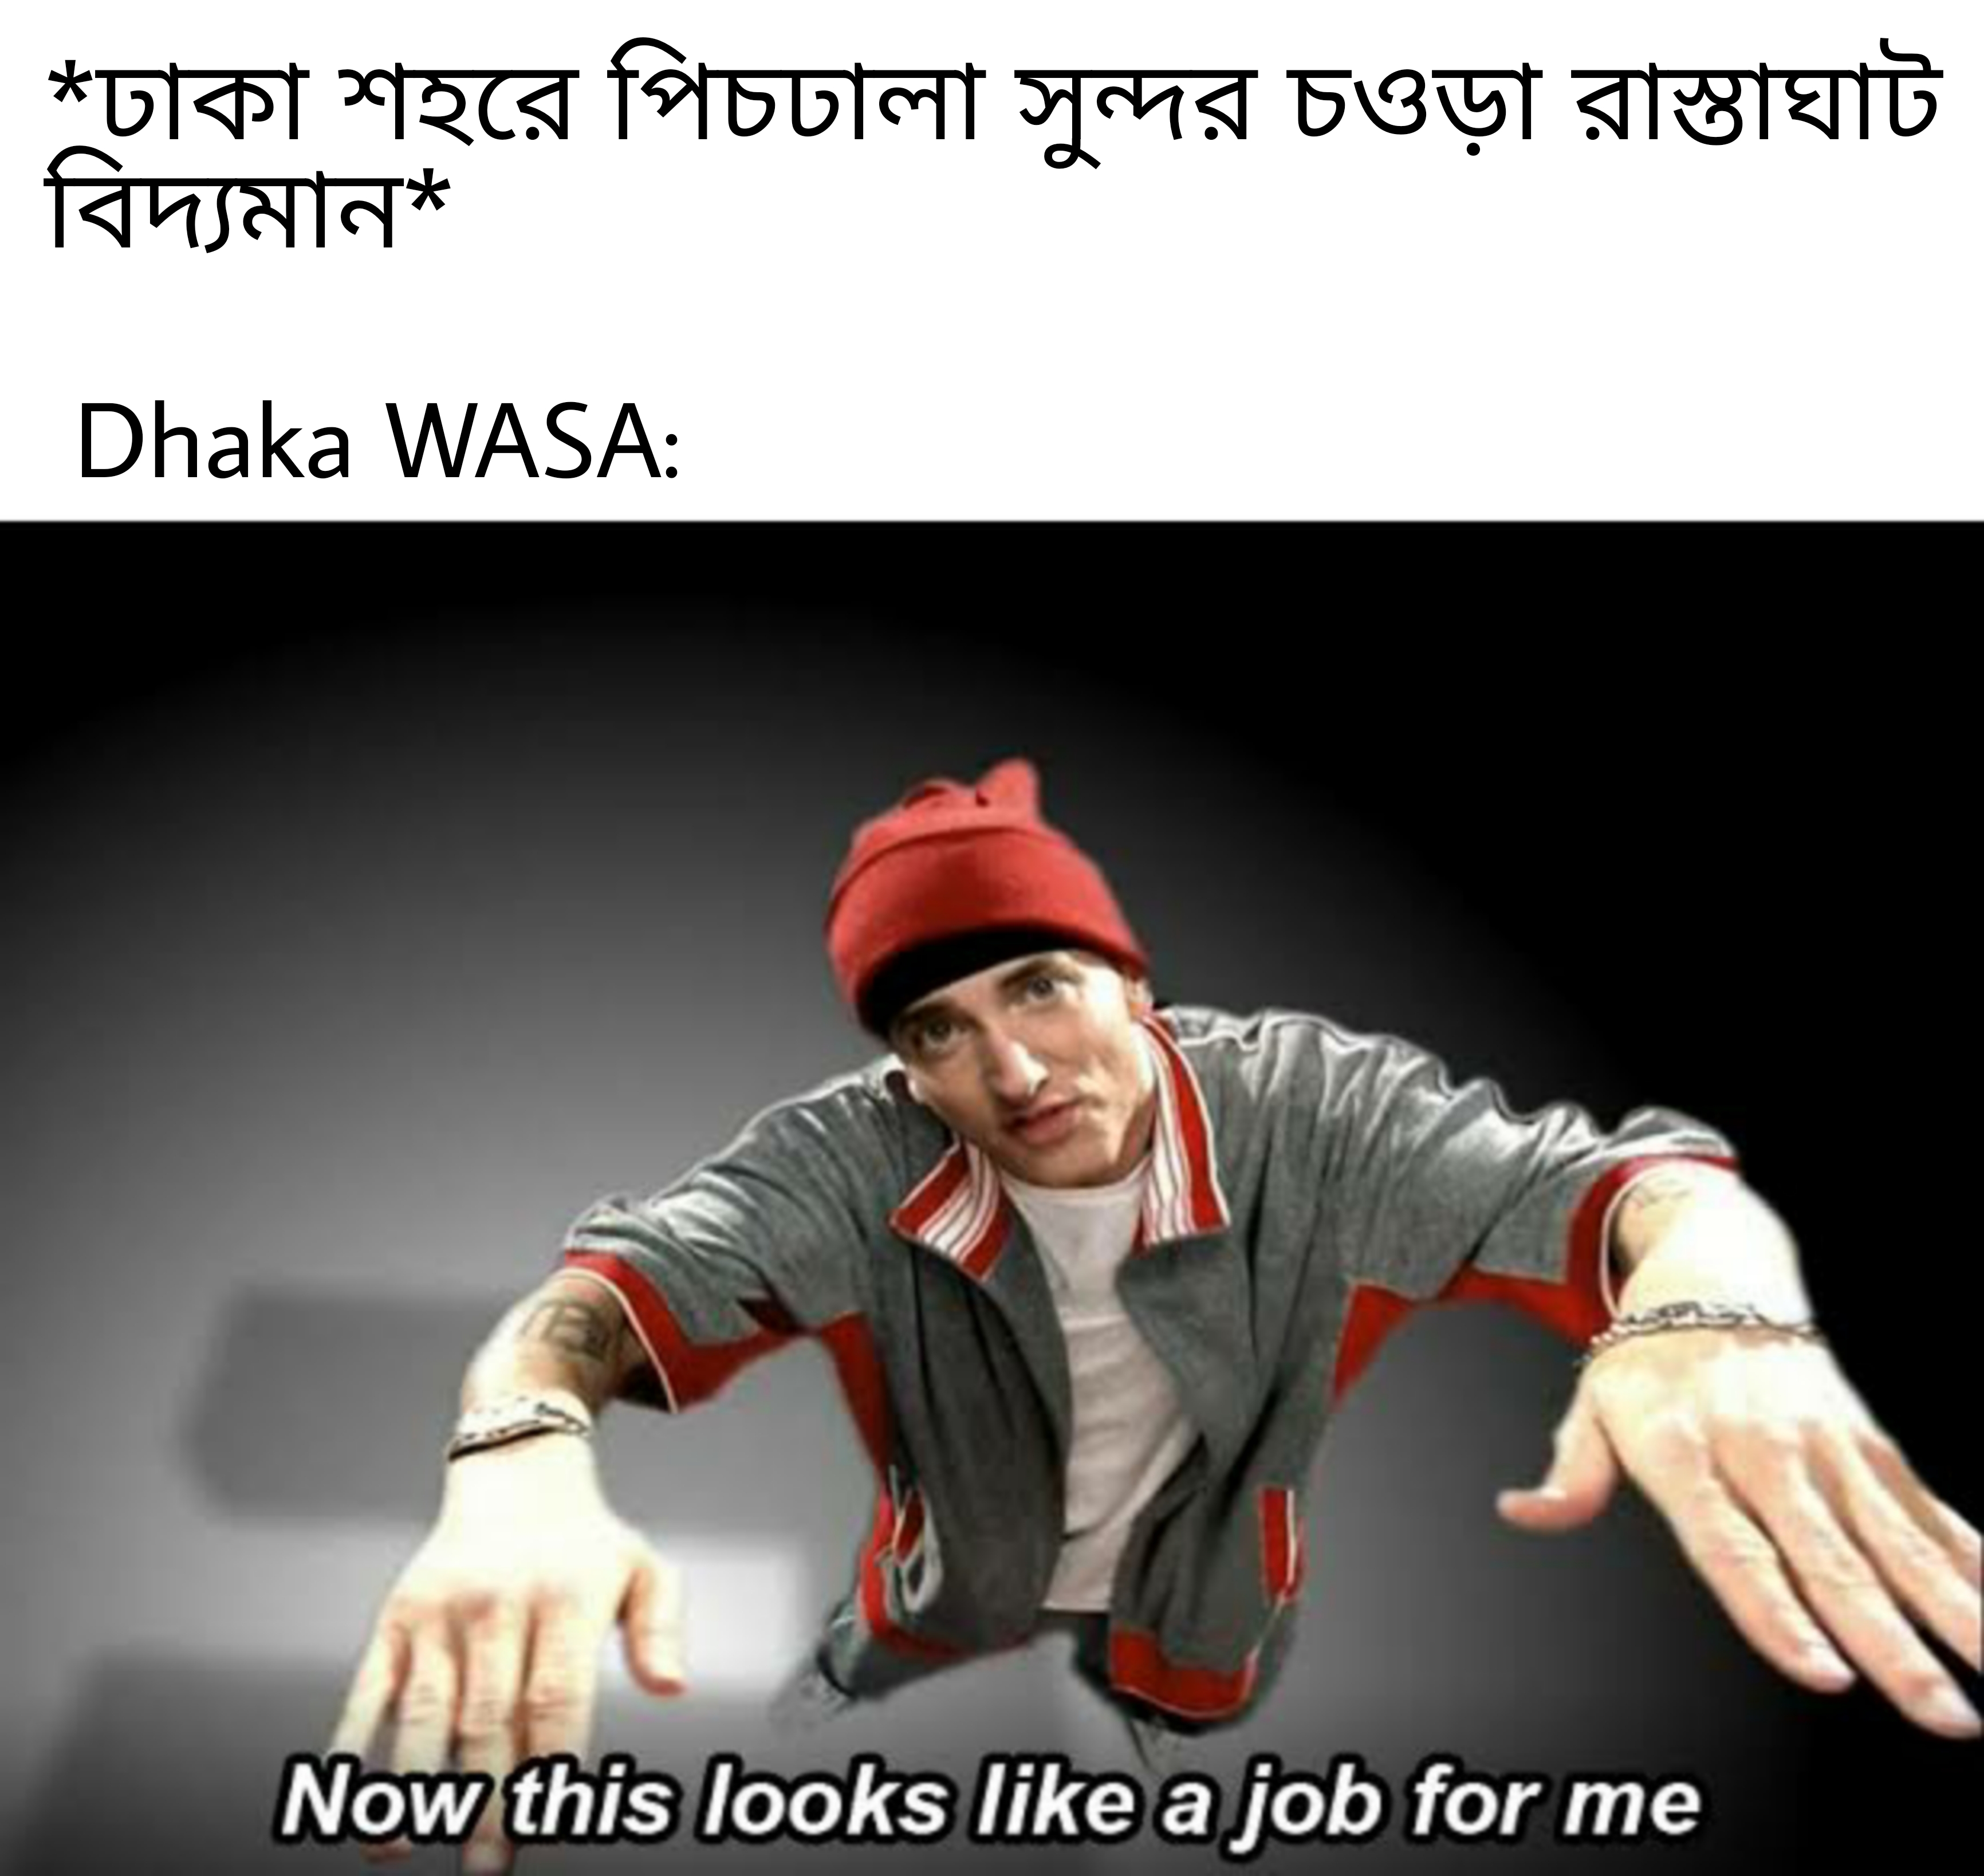 *ঢাকা শহরে পিচঢালা সুন্দর চওড়া রাস্তাঘাট
বিদ্যমান*
Dhaka WASA:
Now this looks like a job for me